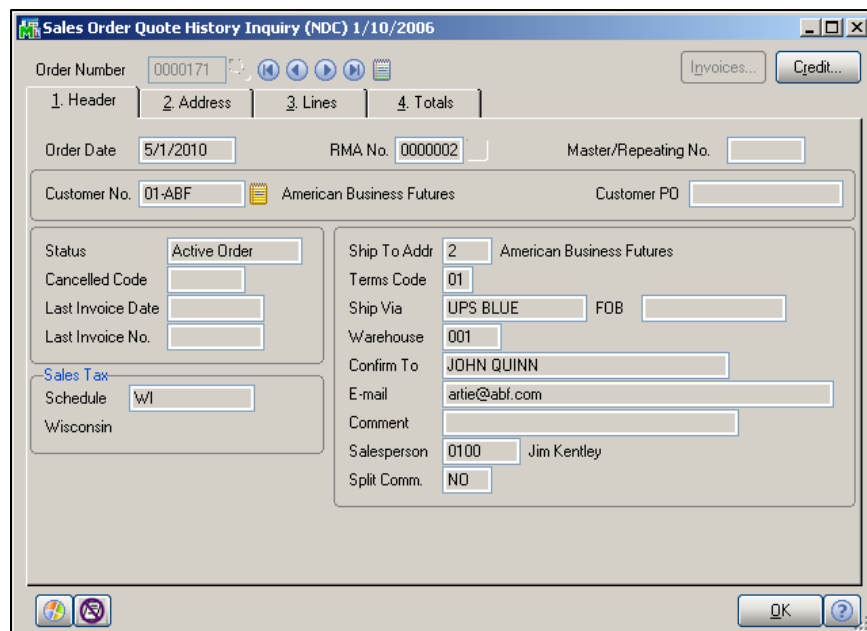 Sales Order Quote History Inquiry (NDC) 1/10/2006
Order Number 0000171 Invoices... Credit...
1. Header 2. Address 3. Lines 4. Totals
Order Date 5/1/2010 RMA No. 0000002 Master/Repeating No.
Customer No. 01-ABF American Business Futures Customer PO
Status Active Order
Cancelled Code
Last Invoice Date
Last Invoice No.
Sales Tax
Schedule WI
Wisconsin
Ship To Addr 2 American Business Futures
Terms Code 01
Ship Via UPS BLUE FOB
Warehouse 001
Confirm To JOHN QUINN
E-mail artie@abf.com
Comment
Salesperson 0100 Jim Kentley
Split Comm. NO
OK ?